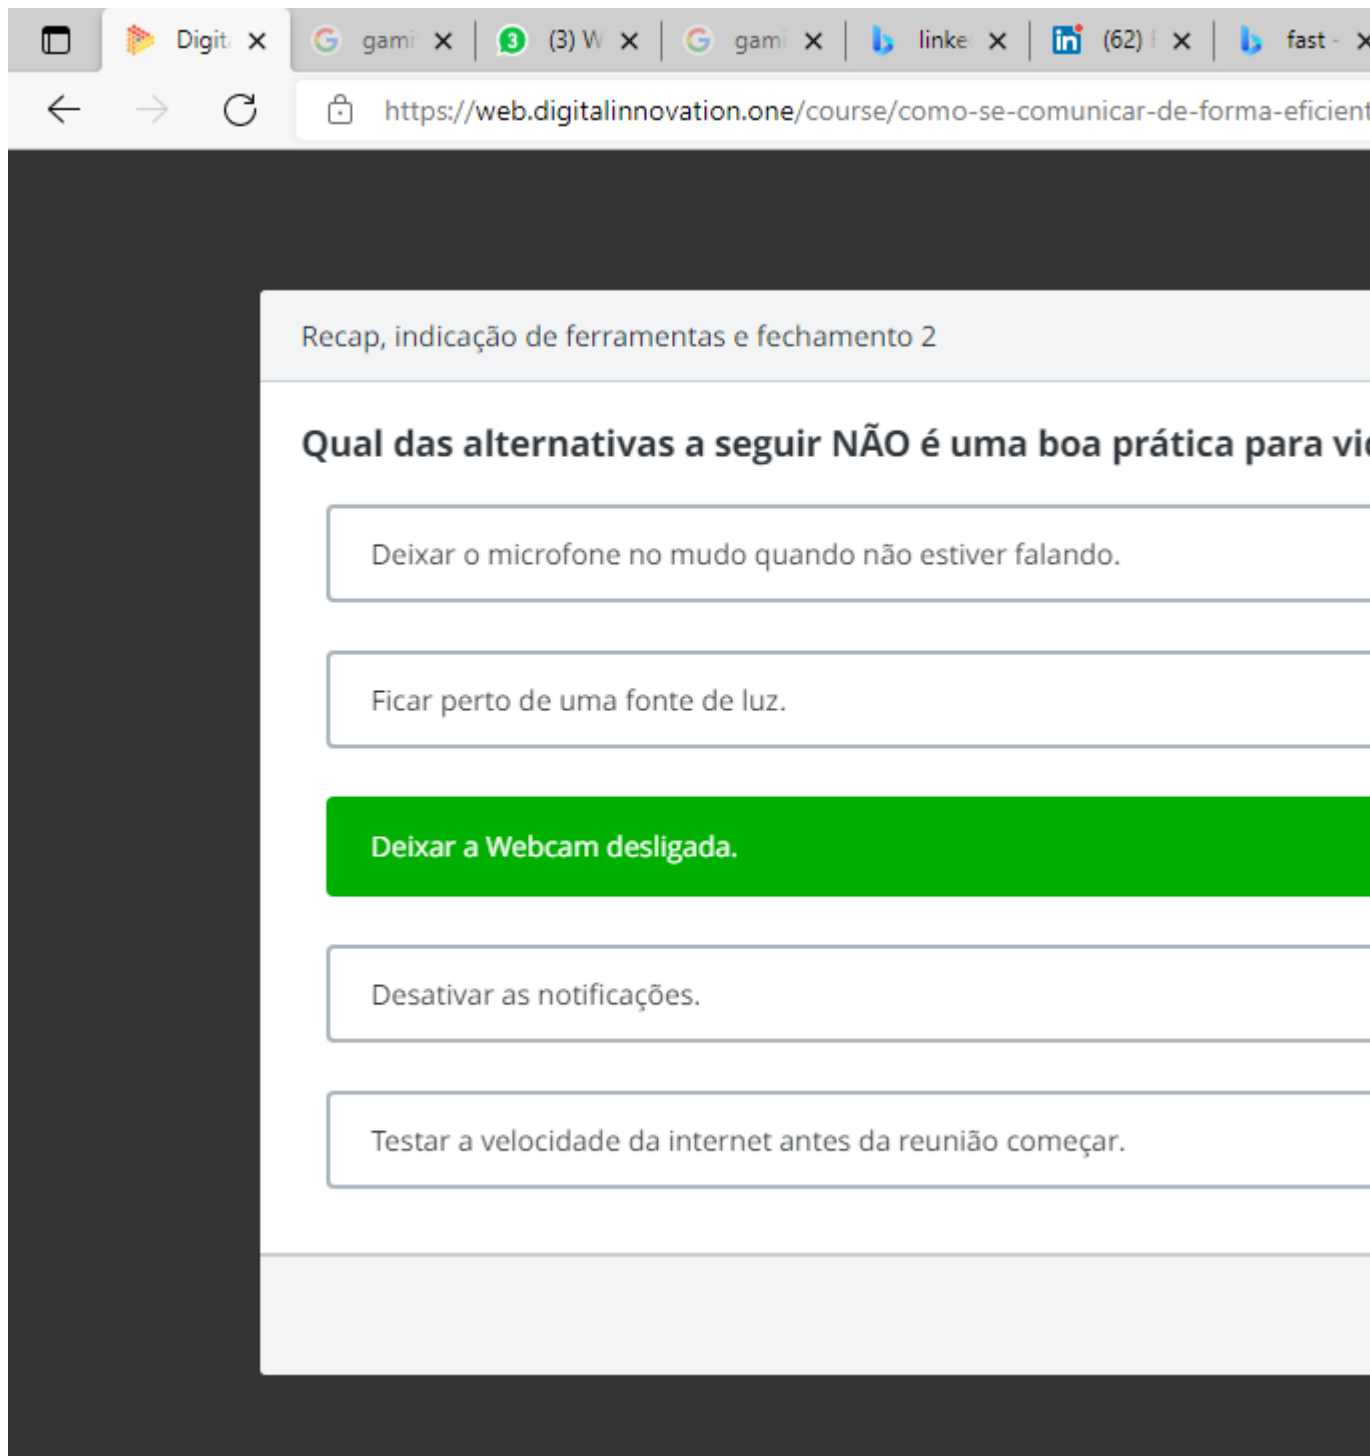 Digit
gami
3
(3) W
gami
linke
in
(62)
fast -
https://web.digitalinnovation.one/course/como-se-comunicar-de-forma-eficient
Recap, indicação de ferramentas e fechamento 2
Qual das alternativas a seguir NÃO é uma boa prática para vi
Deixar o microfone no mudo quando não estiver falando.
Ficar perto de uma fonte de luz.
Deixar a Webcam desligada.
Desativar as notificações.
Testar a velocidade da internet antes da reunião começar.